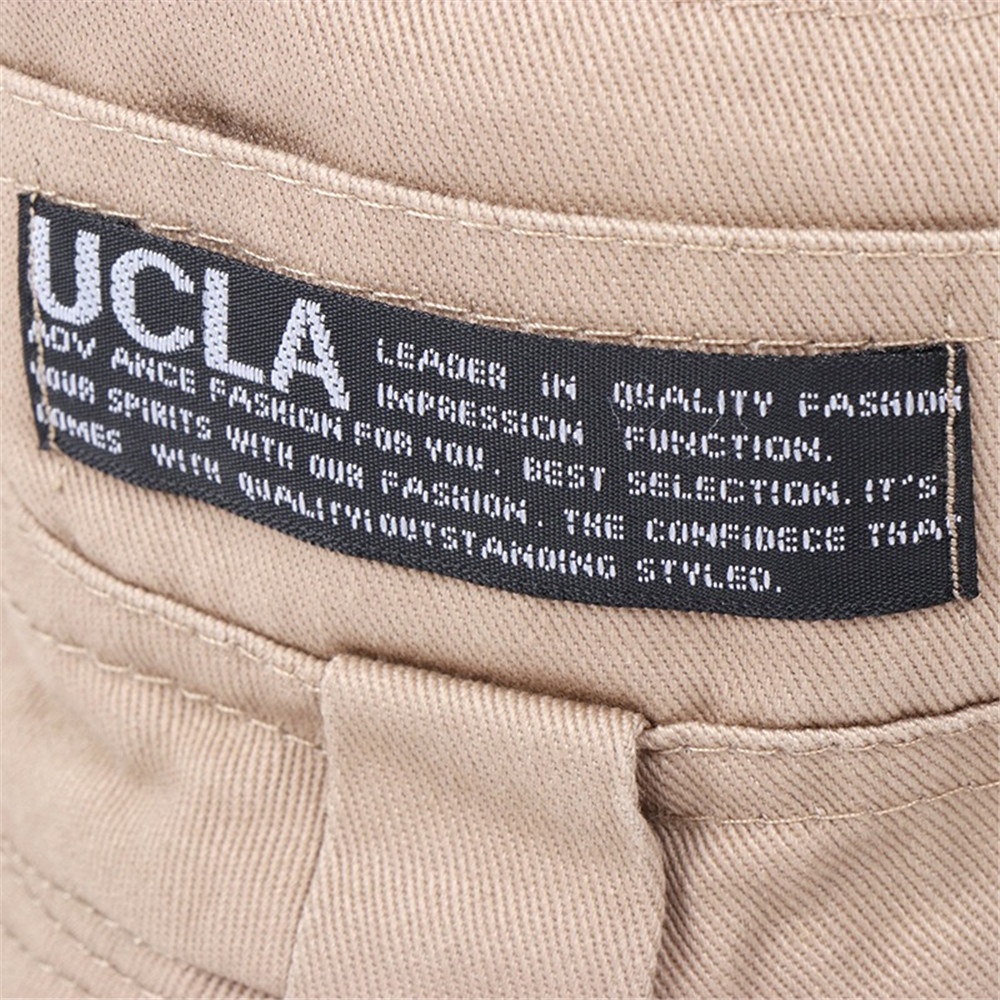 UCLA
LEADER IN QUALITY FASHION
IMPRESSION FUNCTION.
ADV ANCE FASHION FOR YOU. BEST SELECTION. IT'S
YOUR SPIRITS WITH OUR FASHION. THE CONFIDECE THAT
COMES WITH QUALITY/OUTSTANDING STYLED.